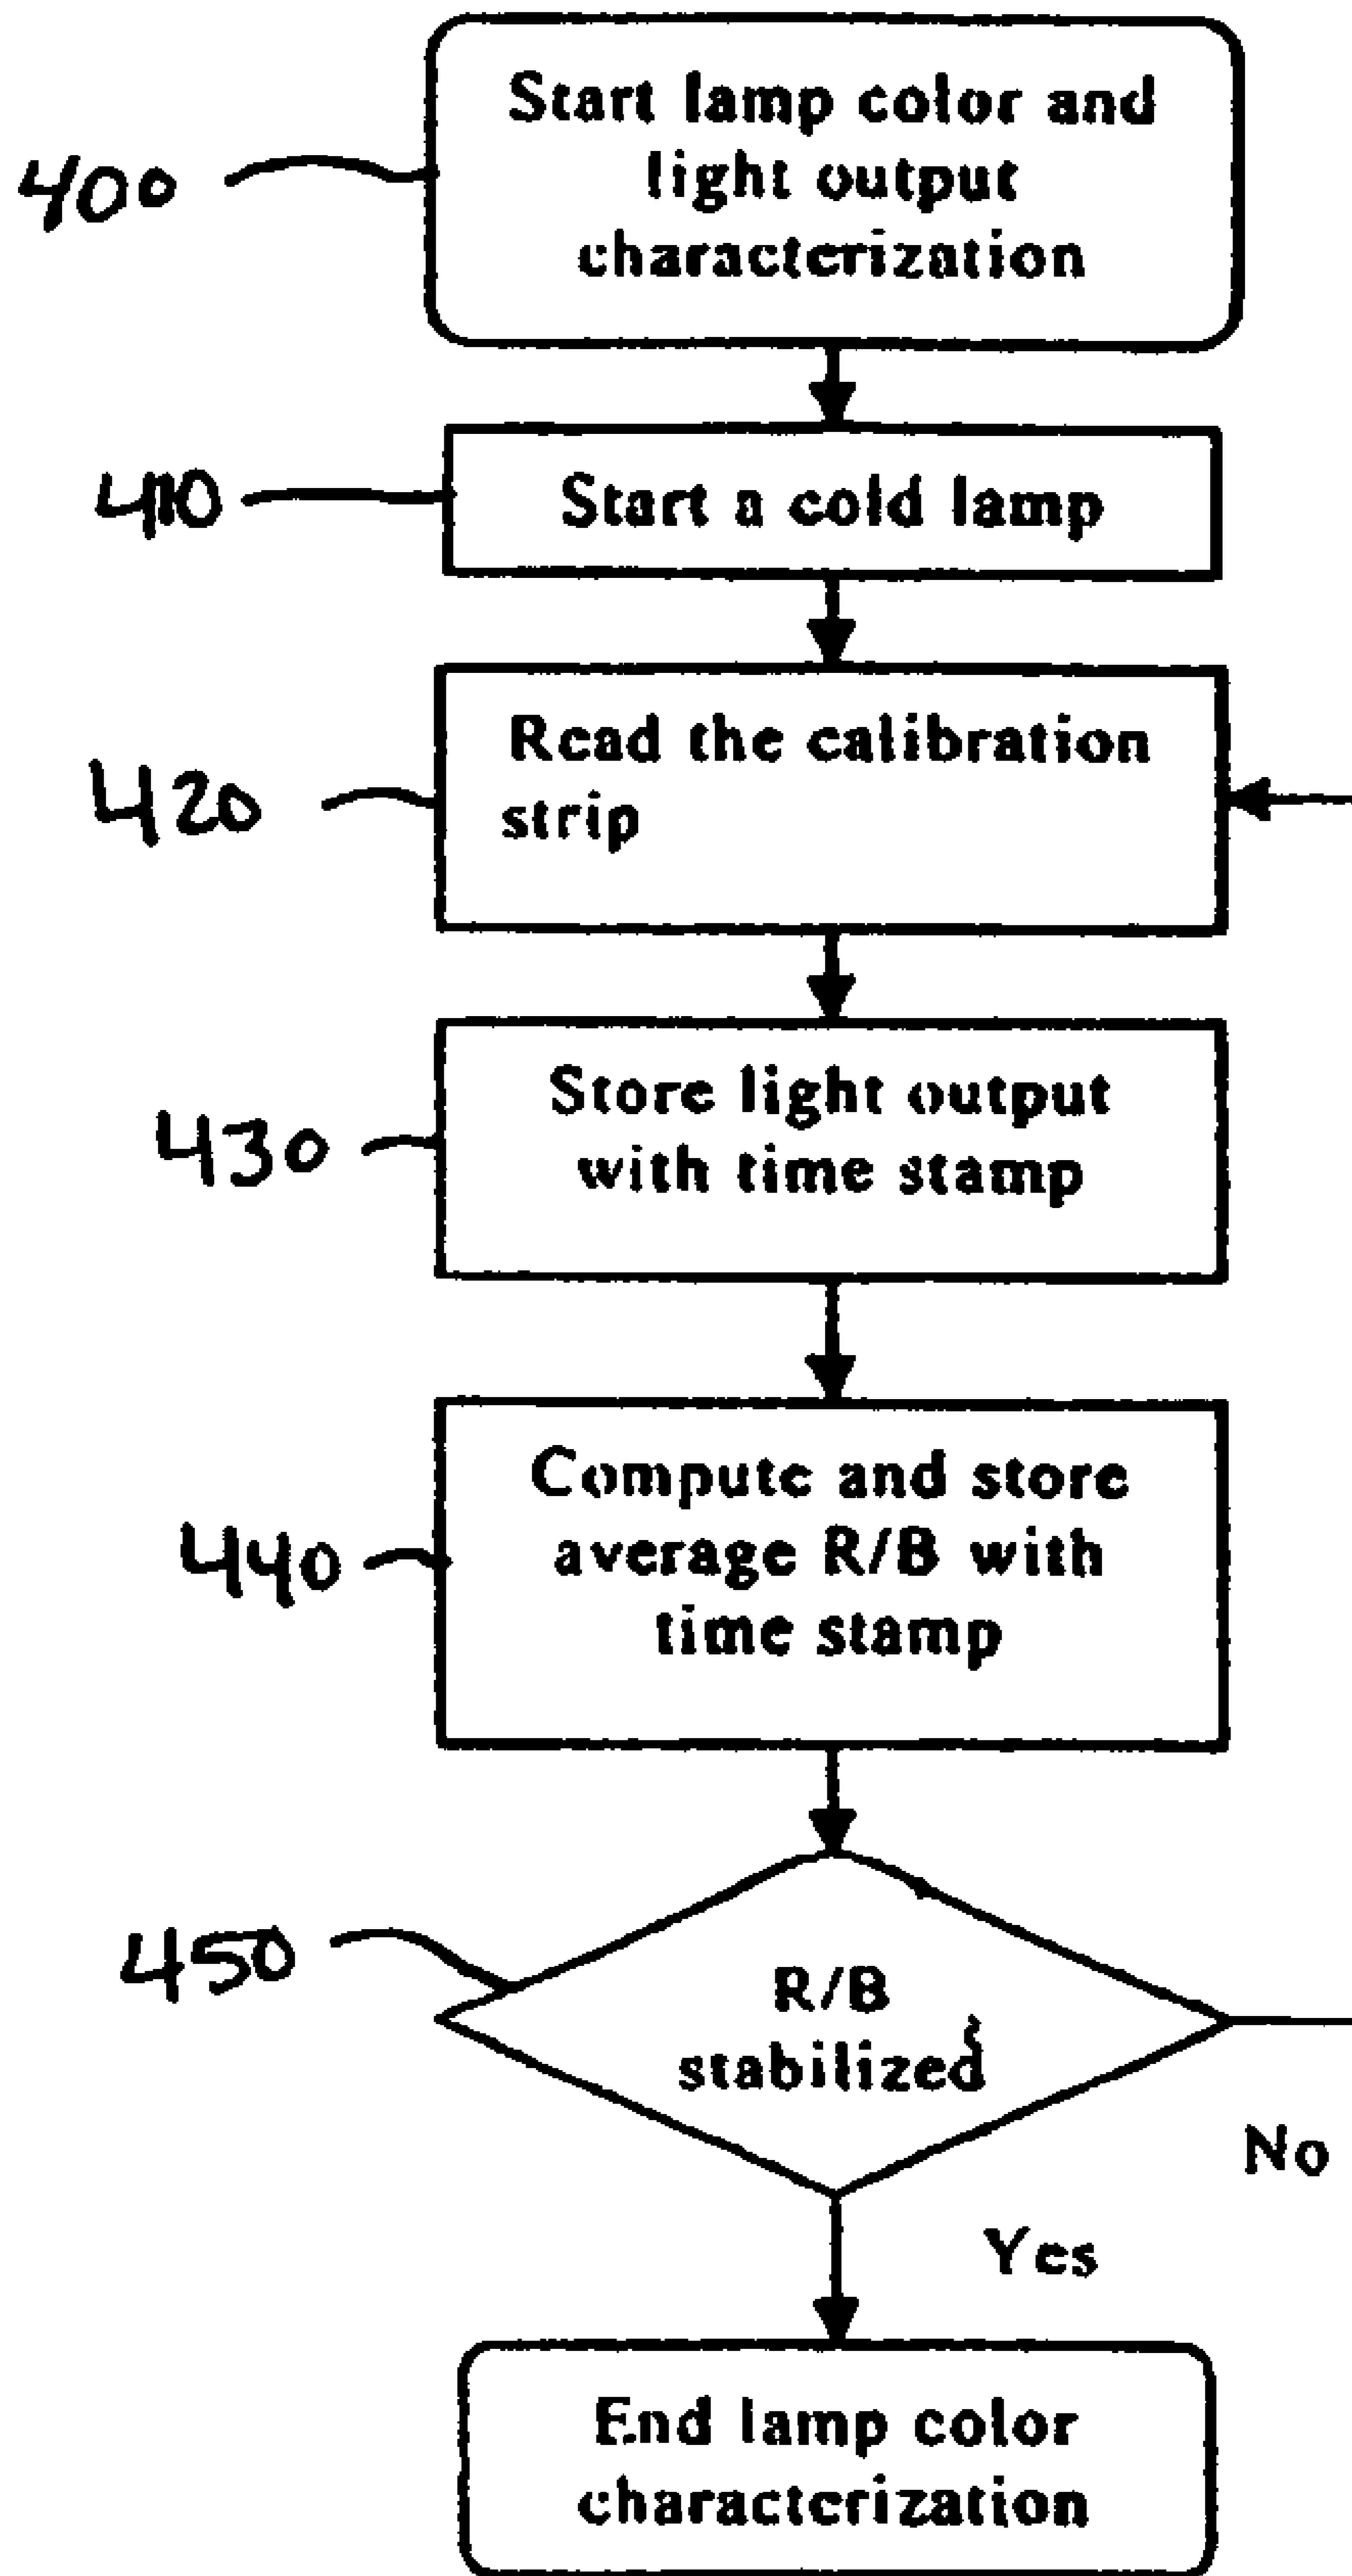 400
Start lamp color and
light output
characterization
410
Start a cold lamp
420
Read the calibration
strip
430
Store light output
with time stamp
440
Compute and store
average R/B with
time stamp
450
R/B
stabilized
No
Yes
End lamp color
characterization